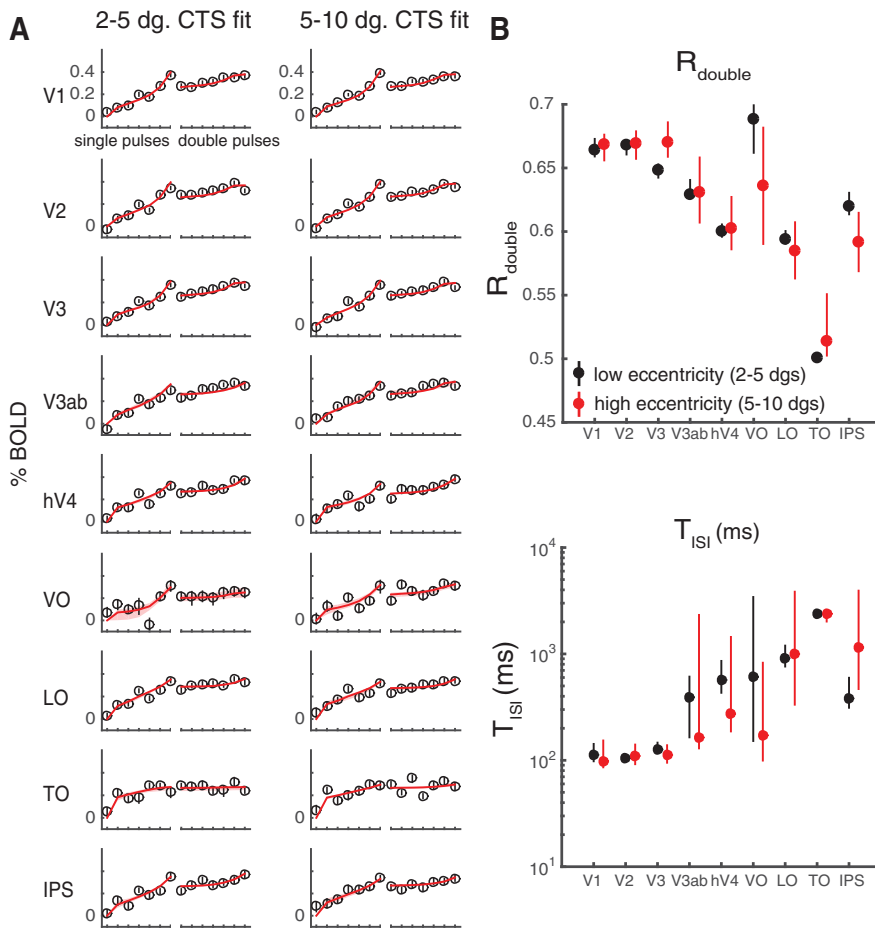 A
2-5 dg. CTS fit
5-10 dg. CTS fit
% BOLD
V1
0.4
0.2
0
0.4
0.2
0
single pulses
double pulses
V2
0
0
V3
0
0
V3ab
0
0
hV4
0
0
VO
0
0
LO
0
0
TO
0
0
IPS
0
0
B
R_double
R_double
0.7
0.65
0.6
0.55
0.5
0.45
low eccentricity (2-5 dgs)
high eccentricity (5-10 dgs)
V1 V2 V3 V3ab hV4 VO LO TO IPS
T_ISI (ms)
T_ISI (ms)
10^4
10^3
10^2
10^1
V1 V2 V3 V3ab hV4 VO LO TO IPS